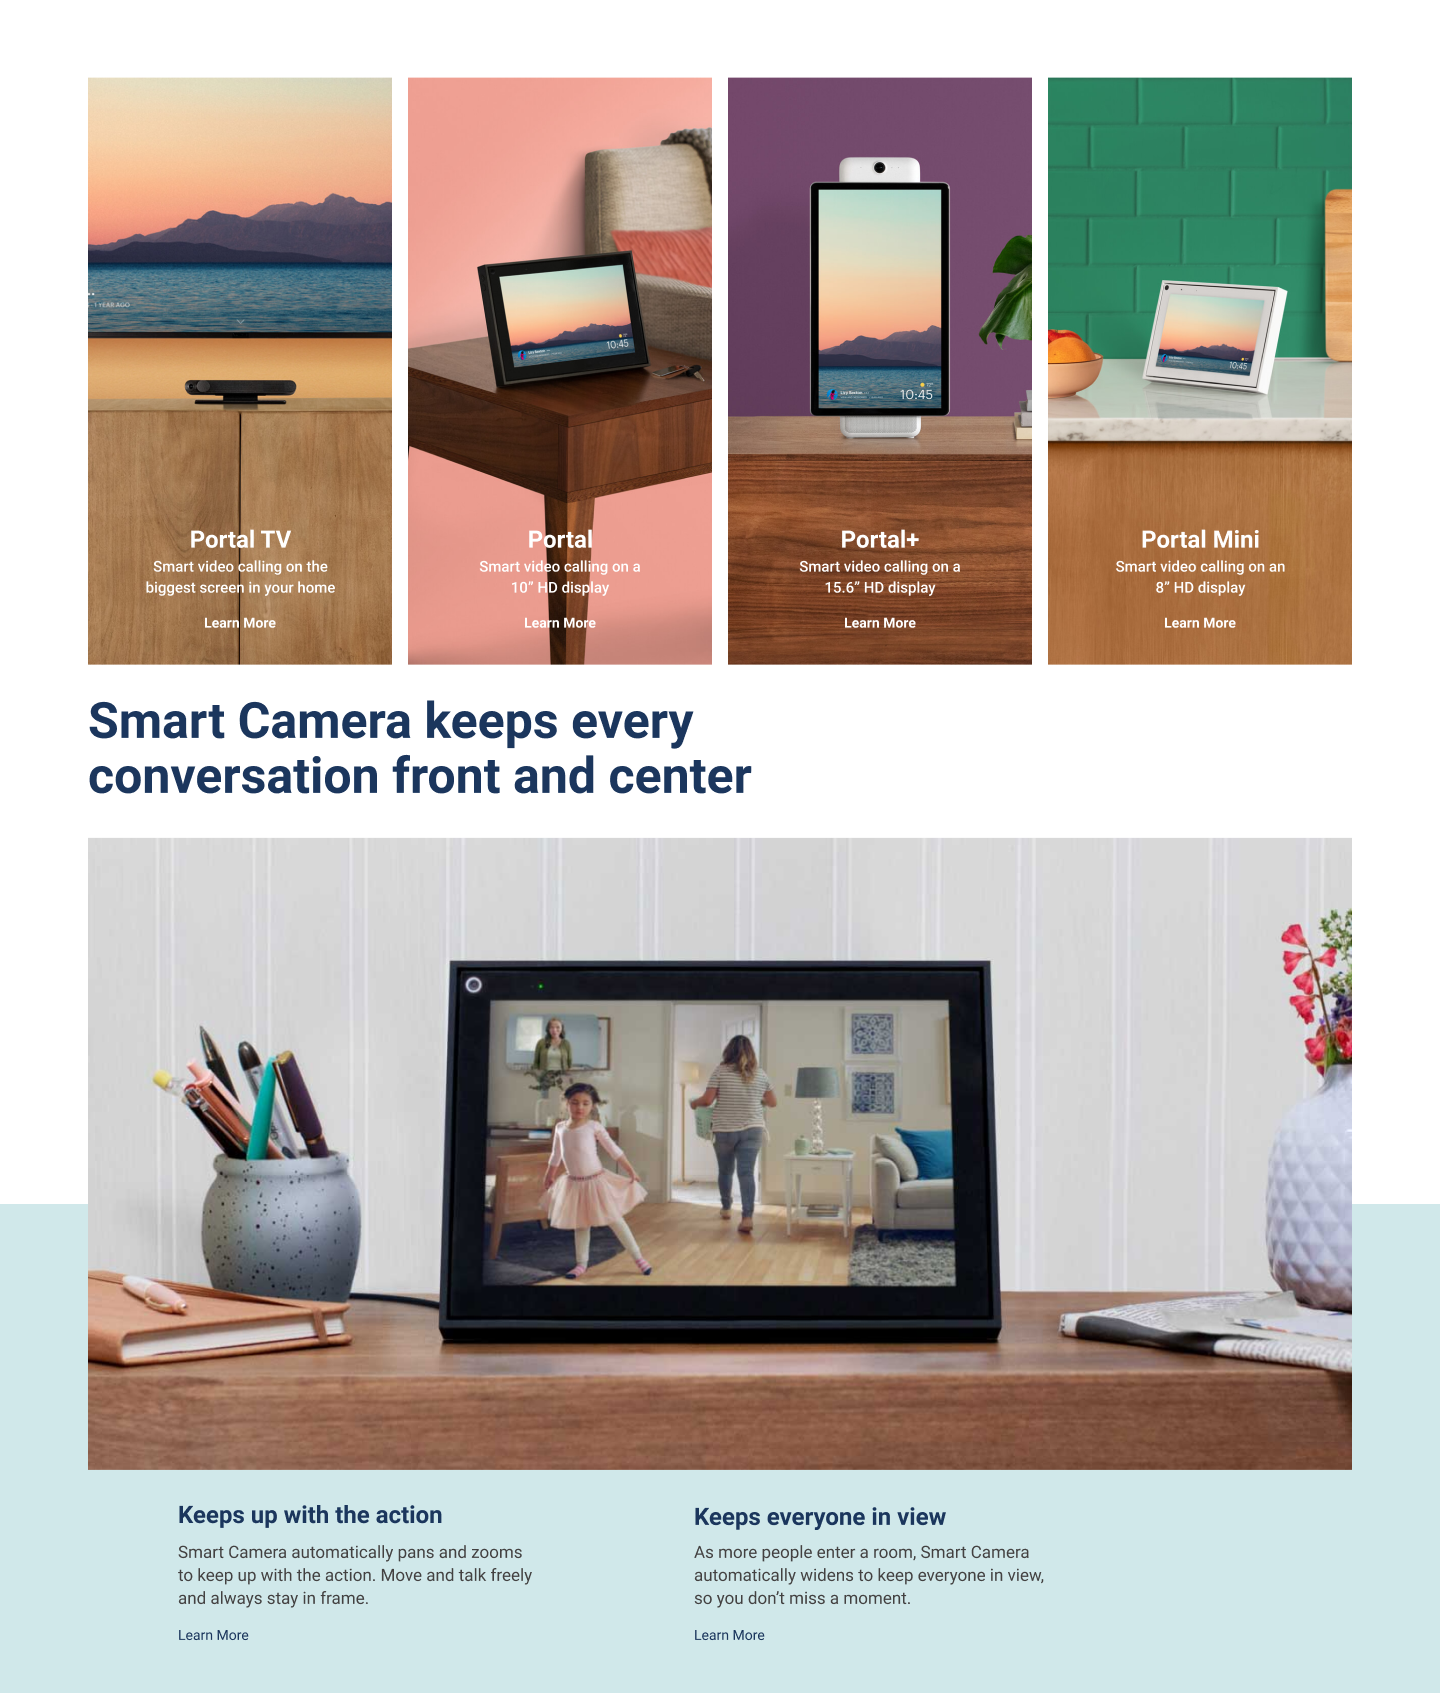 1 YEAR AGO
10:45
10:45
10:45
Portal TV
Smart video calling on the
biggest screen in your home
Learn More
Portal
Smart video calling on a
10” HD display
Learn More
Portal+
Smart video calling on a
15.6” HD display
Learn More
Portal Mini
Smart video calling on an
8” HD display
Learn More
Smart Camera keeps every
conversation front and center
Keeps up with the action
Smart Camera automatically pans and zooms
to keep up with the action. Move and talk freely
and always stay in frame.
Learn More
Keeps everyone in view
As more people enter a room, Smart Camera
automatically widens to keep everyone in view,
so you don’t miss a moment.
Learn More